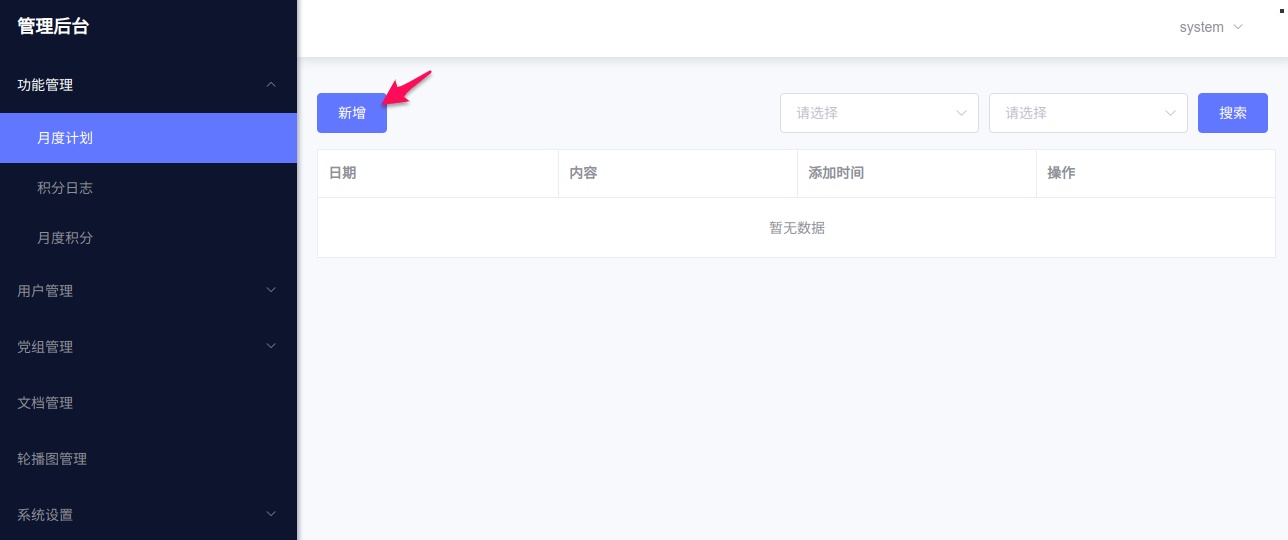 管理后台
system
功能管理
月度计划
积分日志
月度积分
用户管理
党组管理
文档管理
轮播图管理
系统设置
新增
请选择
请选择
搜索
日期
内容
添加时间
操作
暂无数据